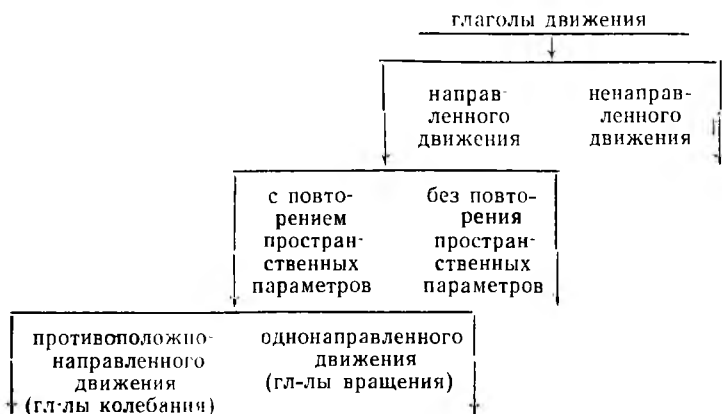 глаголы движения
направ- ненаправ-
ленного ленного
движения движения
с повто- без повто-
рением рения
простран- простран-
ственных ственных
параметров параметров
противоположно- однонаправленного
направленного движения
движения (гл-лы вращения)
(гл-лы колебания)